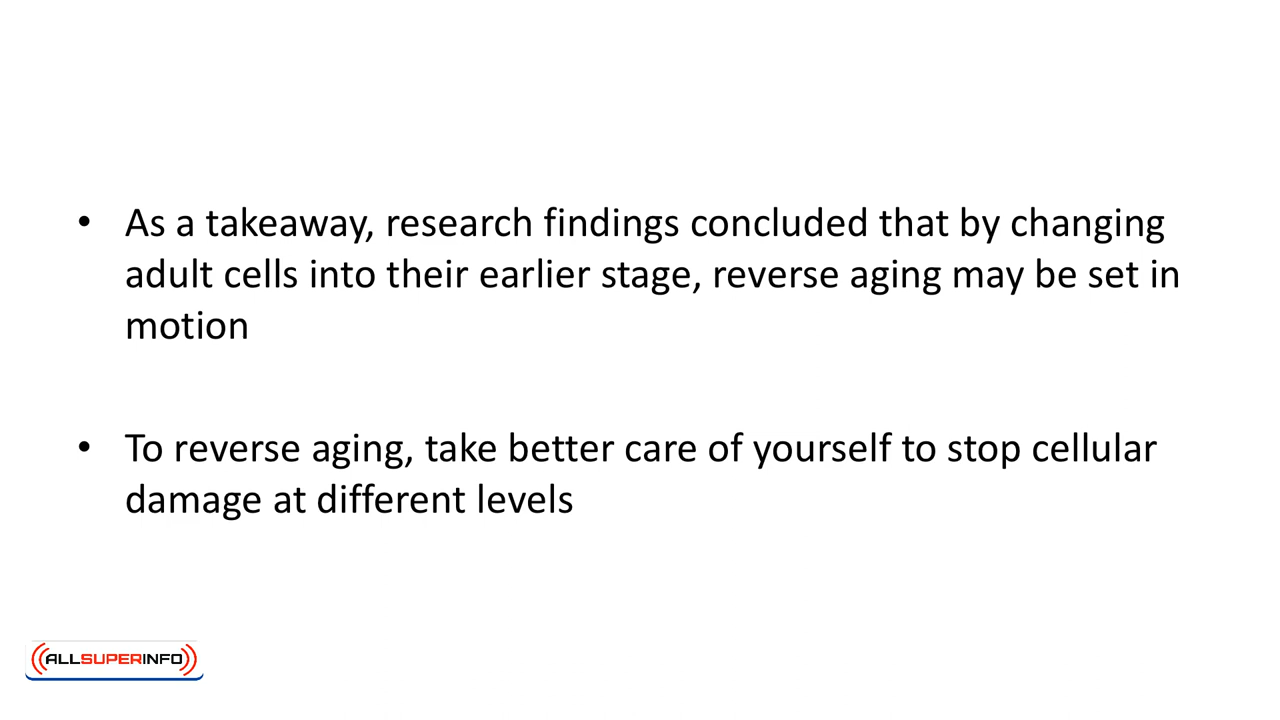 • As a takeaway, research findings concluded that by changing
adult cells into their earlier stage, reverse aging may be set in
motion
• To reverse aging, take better care of yourself to stop cellular
damage at different levels
ALLSUPERINFO